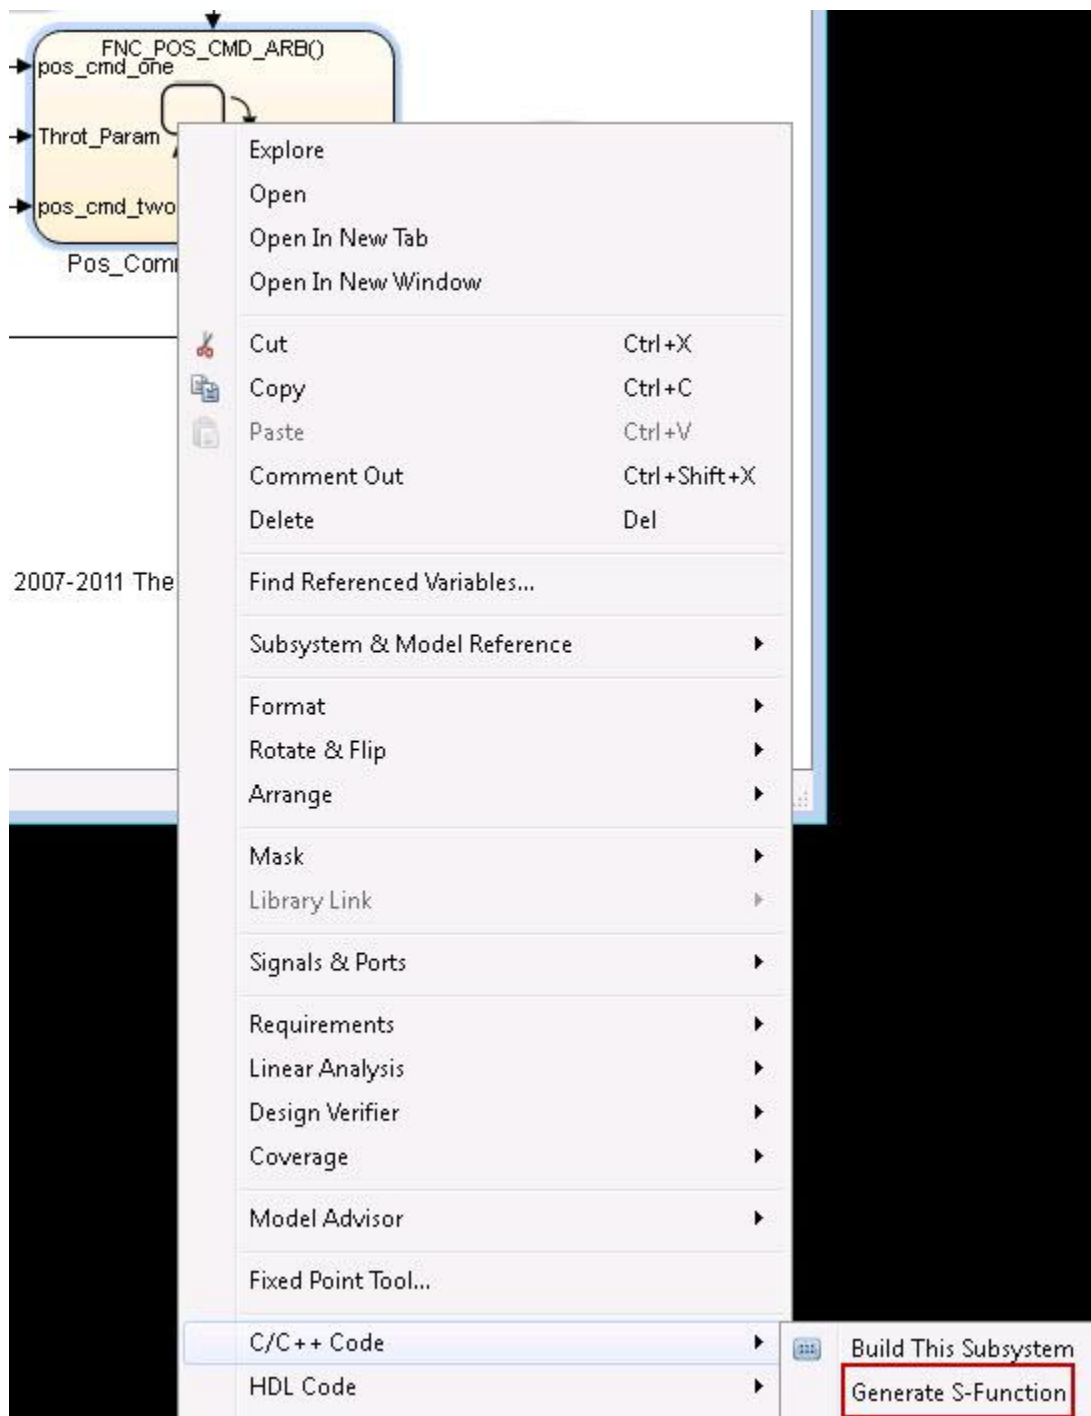 FNC_POS_CMD_ARB()
pos_cmd_one
Throt_Param
pos_cmd_two
Pos_Com
2007-2011 The
Explore
Open
Open In New Tab
Open In New Window
Cut Ctrl+X
Copy Ctrl+C
Paste Ctrl+V
Comment Out Ctrl+Shift+X
Delete Del
Find Referenced Variables...
Subsystem & Model Reference
Format
Rotate & Flip
Arrange
Mask
Library Link
Signals & Ports
Requirements
Linear Analysis
Design Verifier
Coverage
Model Advisor
Fixed Point Tool...
C/C++ Code
HDL Code
Build This Subsystem
Generate S-Function